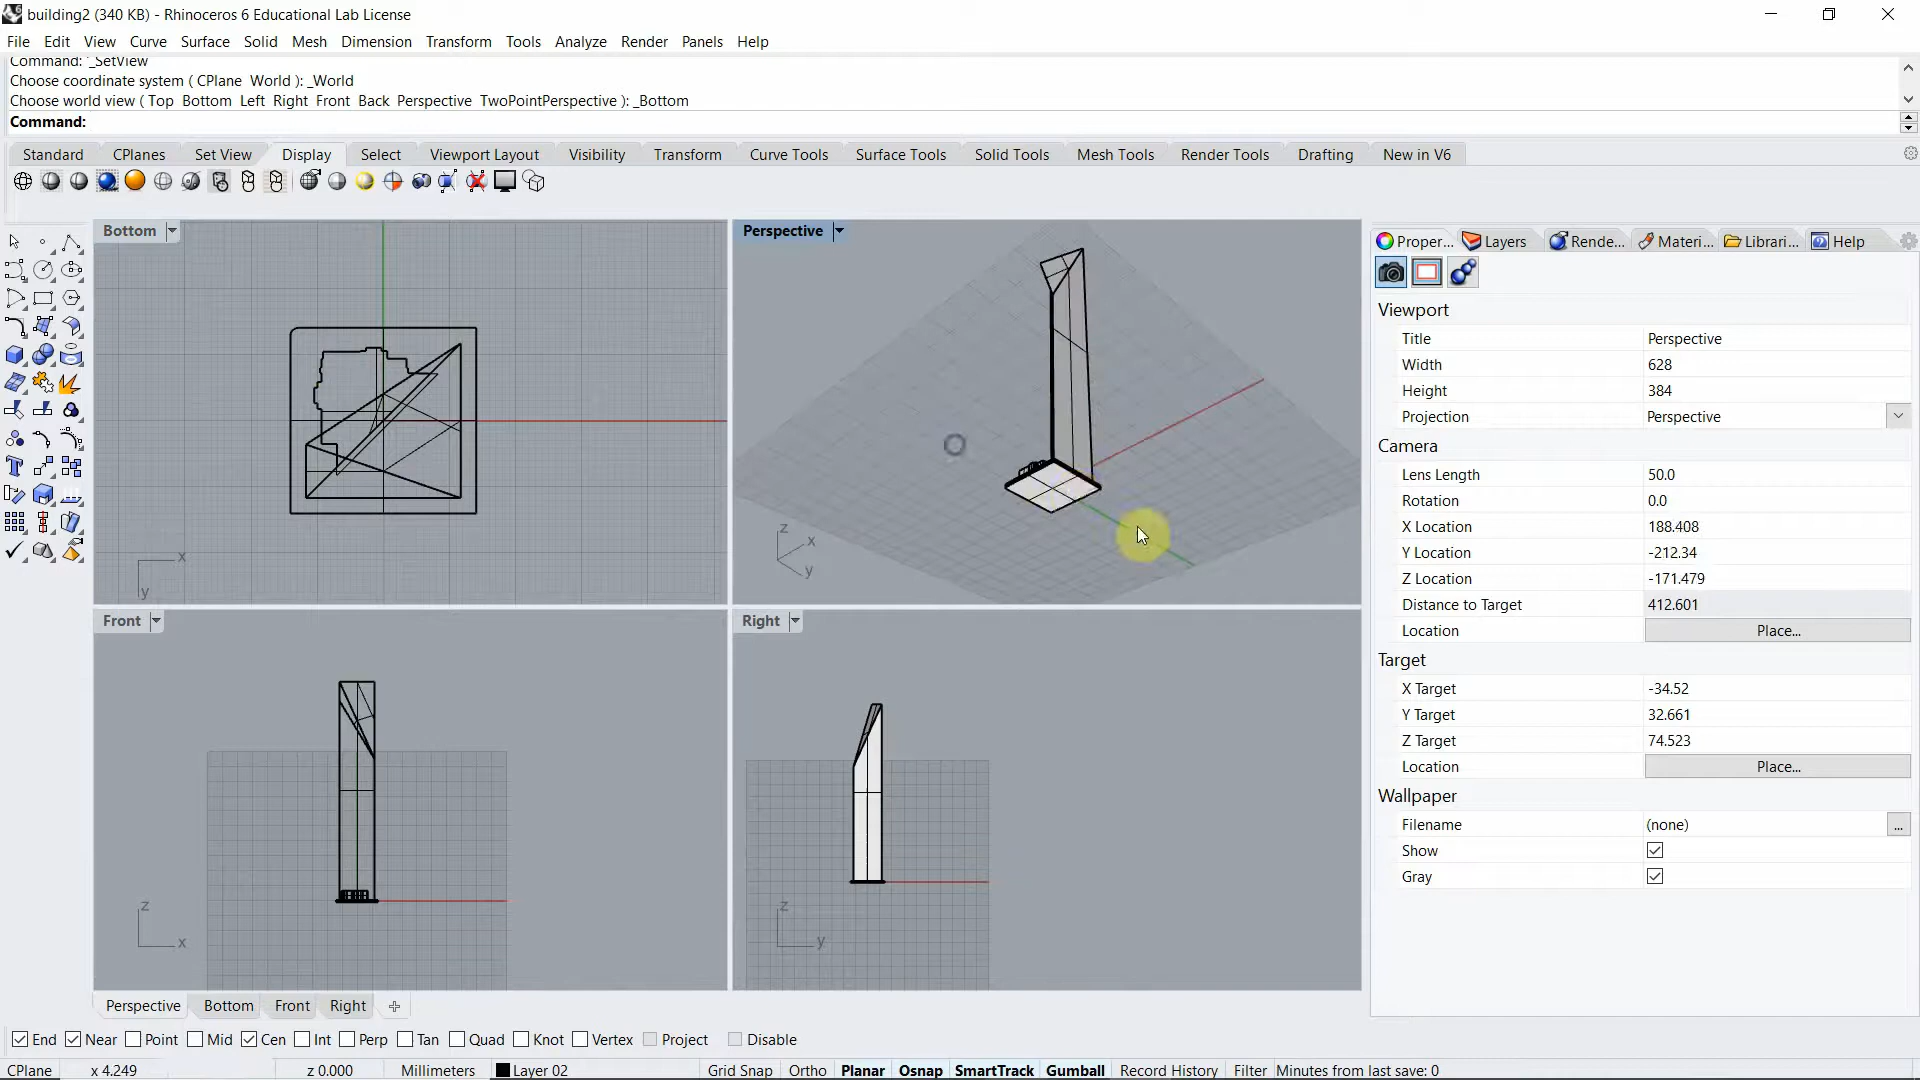 building2 (340 KB) - Rhinoceros 6 Educational Lab License
File Edit View Curve Surface Solid Mesh Dimension Transform Tools Analyze Render Panels Help
Command: '_SetView
Choose coordinate system ( CPlane World ): _World
Choose world view ( Top Bottom Left Right Front Back Perspective TwoPointPerspective ): _Bottom
Command:
Standard CPlanes Set View Display Select Viewport Layout Visibility Transform Curve Tools Surface Tools Solid Tools Mesh Tools Render Tools Drafting New in V6
Bottom
Perspective
Proper... Layers Rende... Materi... Librari... Help
Viewport
Title Perspective
Width 628
Height 384
Projection Perspective
Camera
Lens Length 50.0
Rotation 0.0
X Location 188.408
Y Location -212.34
Z Location -171.479
Distance to Target 412.601
Location Place...
Target
X Target -34.52
Y Target 32.661
Z Target 74.523
Location Place...
Wallpaper
Filename (none) ...
Show
Gray
x
y
z
x
y
Front
Right
z
x
z
y
Perspective Bottom Front Right
End Near Point Mid Cen Int Perp Tan Quad Knot Vertex Project Disable
CPlane x 4.249 z 0.000 Millimeters Layer 02 Grid Snap Ortho Planar Osnap SmartTrack Gumball Record History Filter Minutes from last save: 0